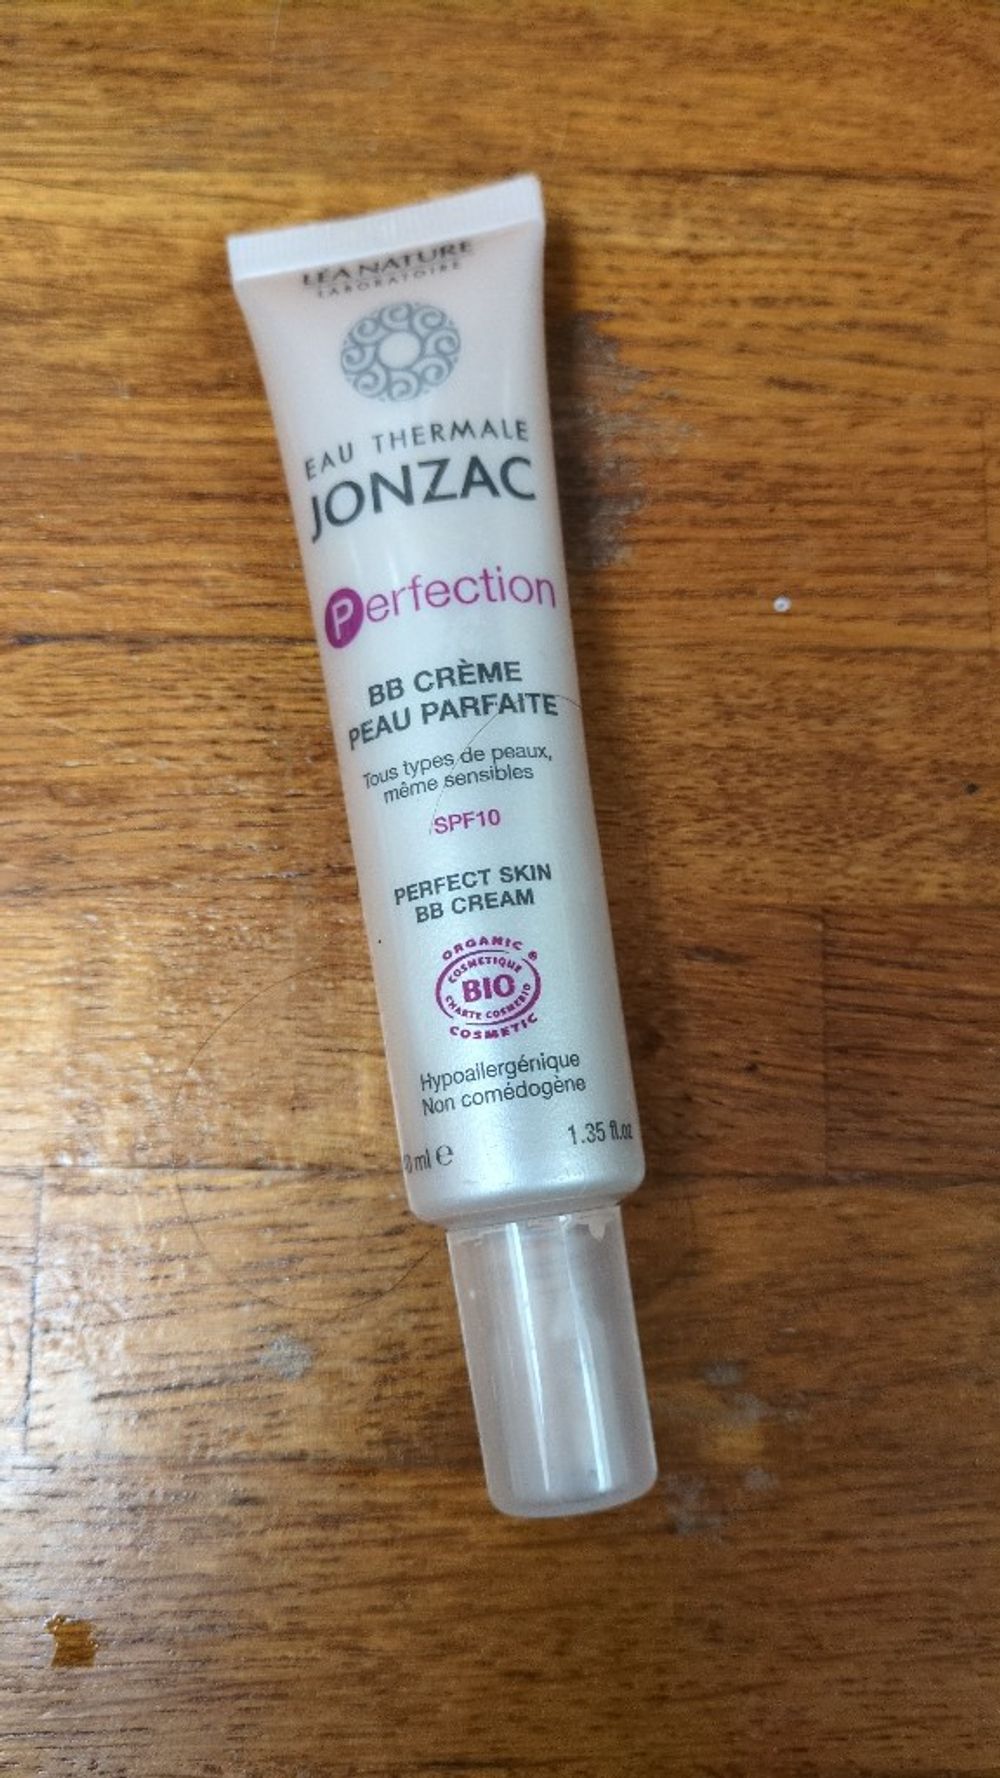 LÉA NATURE
LABORATOIRE
EAU THERMALE
JONZAC
Perfection
BB CRÈME
PEAU PARFAITE
Tous types de peaux,
même sensibles
SPF10
PERFECT SKIN
BB CREAM
ORGANIC ®
COSMETIQUE
BIO
CHARTE COSMEBIO
COSMETIC
Hypoallergénique
Non comédogène
ml e
1.35 fl.oz